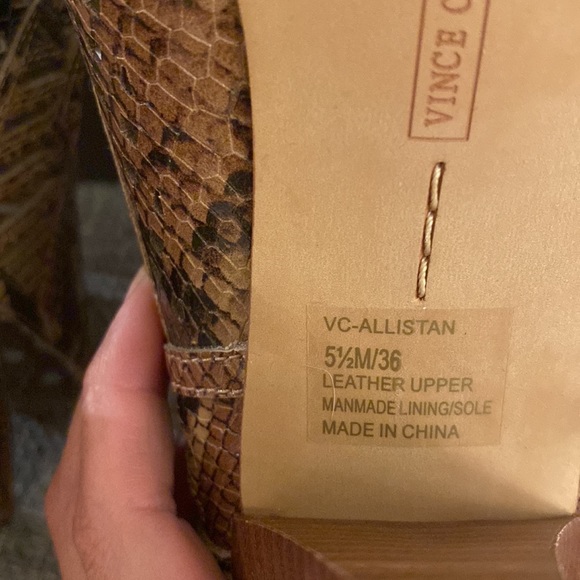 VINCE C
VC-ALLISTAN
5½M/36
LEATHER UPPER
MANMADE LINING/SOLE
MADE IN CHINA